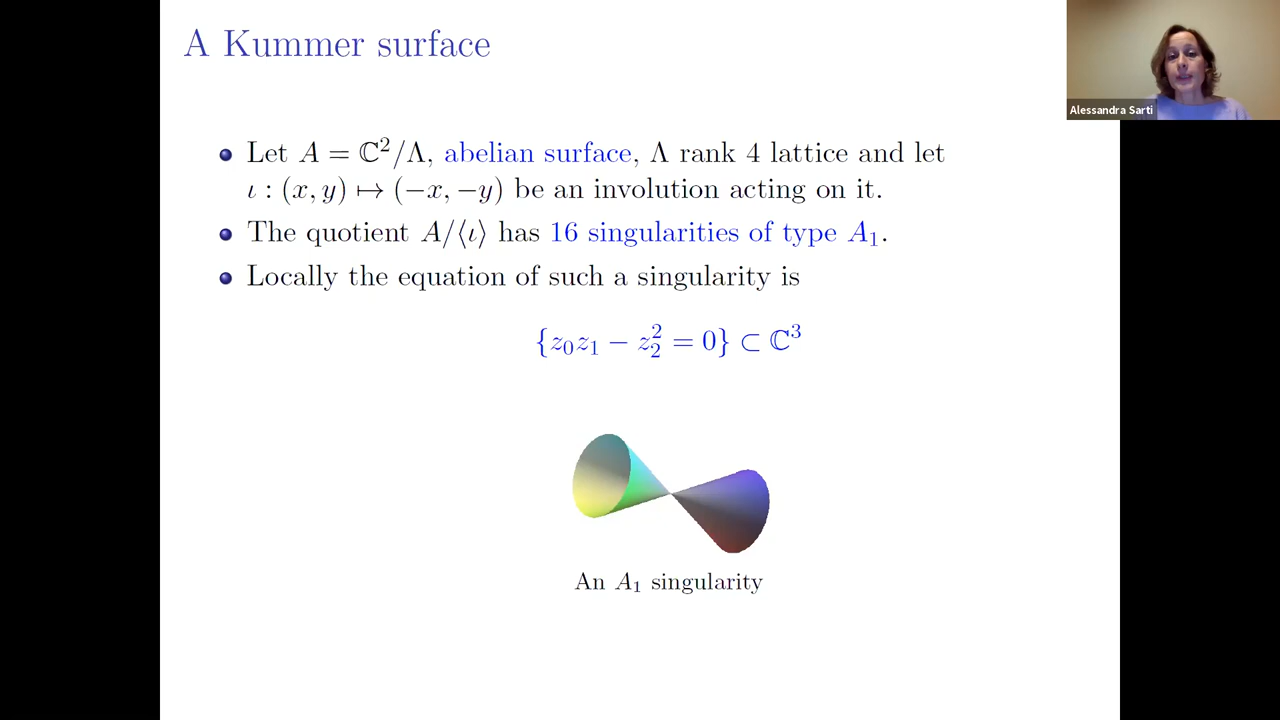 A Kummer surface
Alessandra Sarti
Let A = ℂ²/Λ, abelian surface, Λ rank 4 lattice and let
ι : (x, y) ↦ (−x, −y) be an involution acting on it.
The quotient A/⟨ι⟩ has 16 singularities of type A₁.
Locally the equation of such a singularity is
{z₀z₁ − z₂² = 0} ⊂ ℂ³
An A₁ singularity